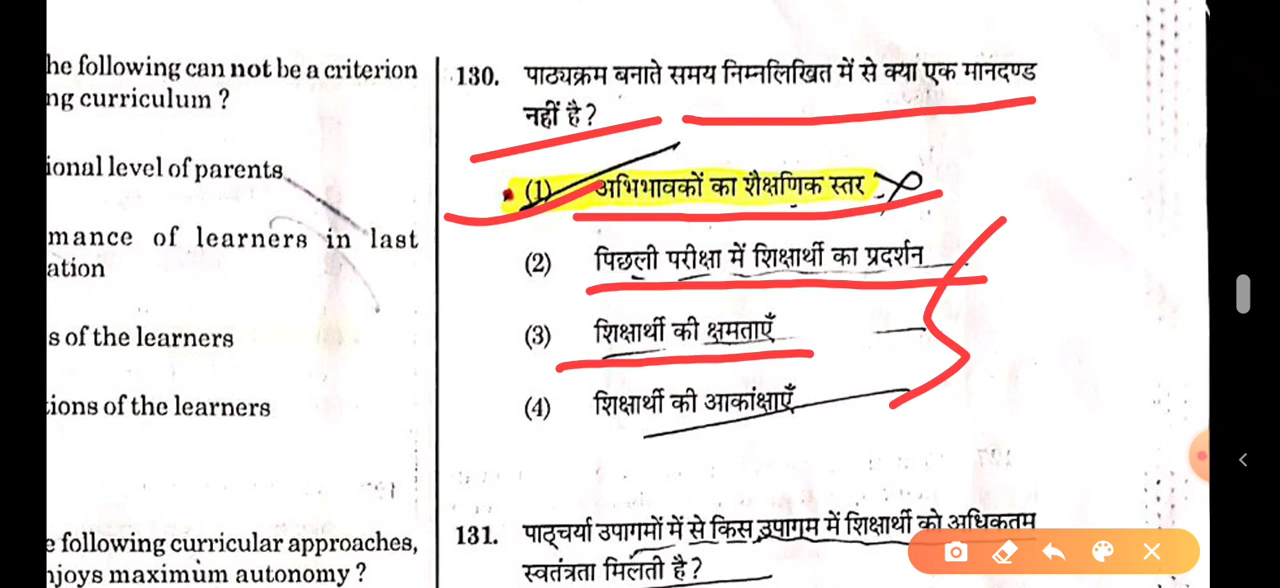 he following can not be a criterion
ng curriculum ?
ional level of parents
mance of learners in last
ation
s of the learners
ions of the learners
e following curricular approaches,
njoys maximum autonomy ?
130. पाठ्यक्रम बनाते समय निम्नलिखित में से क्या एक मानदण्ड
नहीं है ?
(1) अभिभावकों का शैक्षणिक स्तर
(2) पिछली परीक्षा में शिक्षार्थी का प्रदर्शन
(3) शिक्षार्थी की क्षमताएँ
(4) शिक्षार्थी की आकांक्षाएँ
131. पाठ्चर्या उपागमों में से किस उपागम में शिक्षार्थी को अधिकतम
स्वतंत्रता मिलती है ?